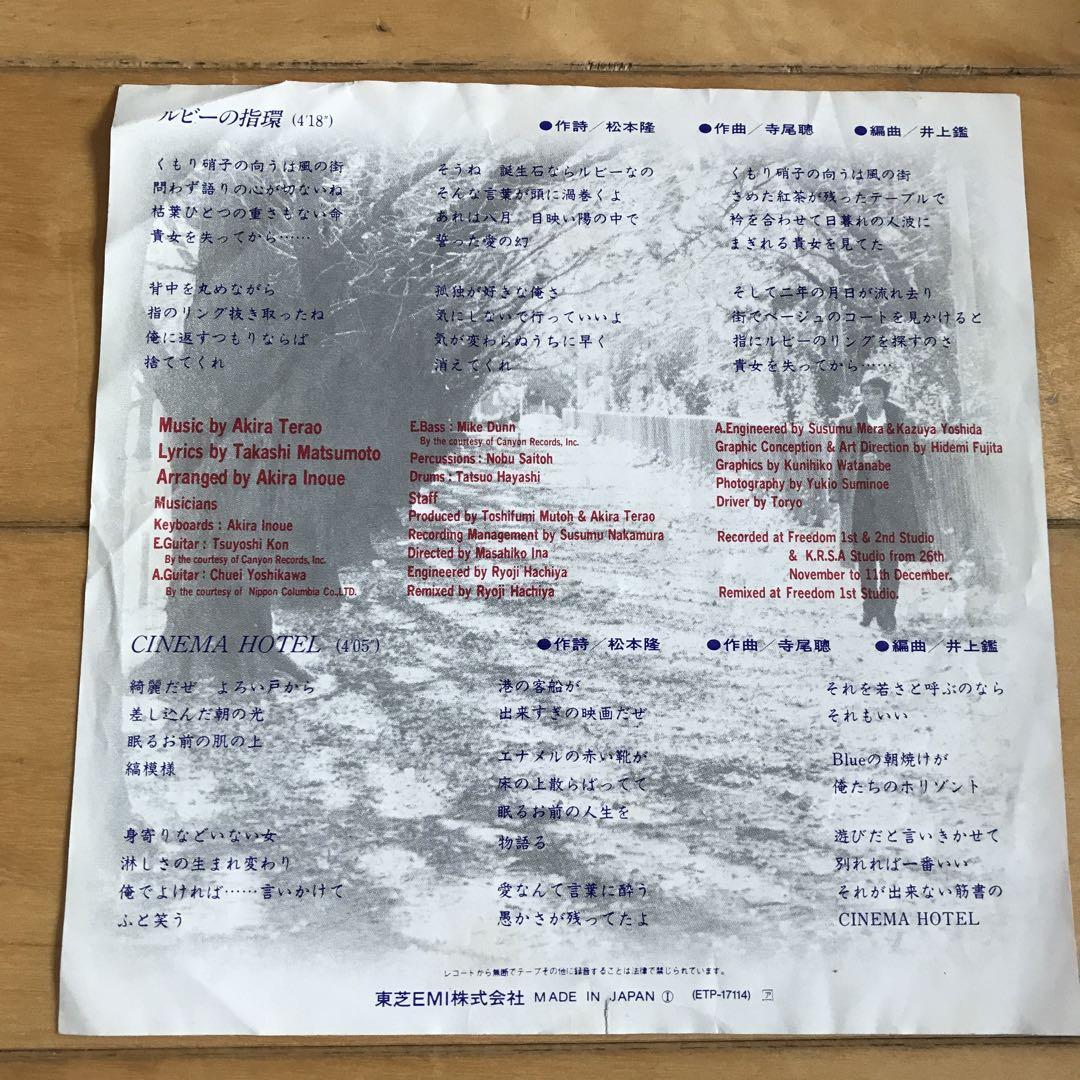 ルビーの指環 (4'18")
●作詩／松本隆 ●作曲／寺尾聰 ●編曲／井上鑑
くもり硝子の向うは風の街
問わず語りの心が切ないね
枯葉ひとつの重さもない命
貴女を失ってから……
背中を丸めながら
指のリング抜き取ったね
俺に返すつもりならば
捨ててくれ
そうね 誕生石ならルビーなの
そんな言葉が頭に渦巻くよ
あれは八月 目映い陽の中で
誓った愛の幻
孤独が好きな俺さ
気にしないで行っていいよ
気が変わらぬうちに早く
消えてくれ
くもり硝子の向うは風の街
さめた紅茶が残ったテーブルで
衿を合わせて日暮れの人波に
まぎれる貴女を見てた
そして二年の月日が流れ去り
街でベージュのコートを見かけると
指にルビーのリングを探すのさ
貴女を失ってから……
Music by Akira Terao
Lyrics by Takashi Matsumoto
Arranged by Akira Inoue
Musicians
Keyboards : Akira Inoue
E.Guitar : Tsuyoshi Kon
By the courtesy of Canyon Records, Inc.
A.Guitar : Chuei Yoshikawa
By the courtesy of Nippon Columbia Co.,LTD.
E.Bass : Mike Dunn
By the courtesy of Canyon Records, Inc.
Percussions : Nobu Saitoh
Drums : Tatsuo Hayashi
Staff
Produced by Toshifumi Mutoh & Akira Terao
Recording Management by Susumu Nakamura
Directed by Masahiko Ina
Engineered by Ryoji Hachiya
Remixed by Ryoji Hachiya
A.Engineered by Susumu Mera & Kazuya Yoshida
Graphic Conception & Art Direction by Hidemi Fujita
Graphics by Kunihiko Watanabe
Photography by Yukio Suminoe
Driver by Toryo
Recorded at Freedom 1st & 2nd Studio
& K.R.S.A Studio from 26th
November to 11th December.
Remixed at Freedom 1st Studio.
CINEMA HOTEL (4'05")
●作詩／松本隆 ●作曲／寺尾聰 ●編曲／井上鑑
綺麗だぜ よろい戸から
差し込んだ朝の光
眠るお前の肌の上
縞模様
身寄りなどいない女
淋しさの生まれ変わり
俺でよければ……言いかけて
ふと笑う
港の客船が
出来すぎの映画だぜ
エナメルの赤い靴が
床の上散らばってて
眠るお前の人生を
物語る
愛なんて言葉に酔う
愚かさが残ってたよ
それを若さと呼ぶのなら
それもいい
Blueの朝焼けが
俺たちのホリゾント
遊びだと言いきかせて
別れれば一番いい
それが出来ない筋書の
CINEMA HOTEL
レコードから無断でテープその他に録音することは法律で禁じられています。
東芝EMI株式会社 MADE IN JAPAN Ⓘ (ETP-17114) ア